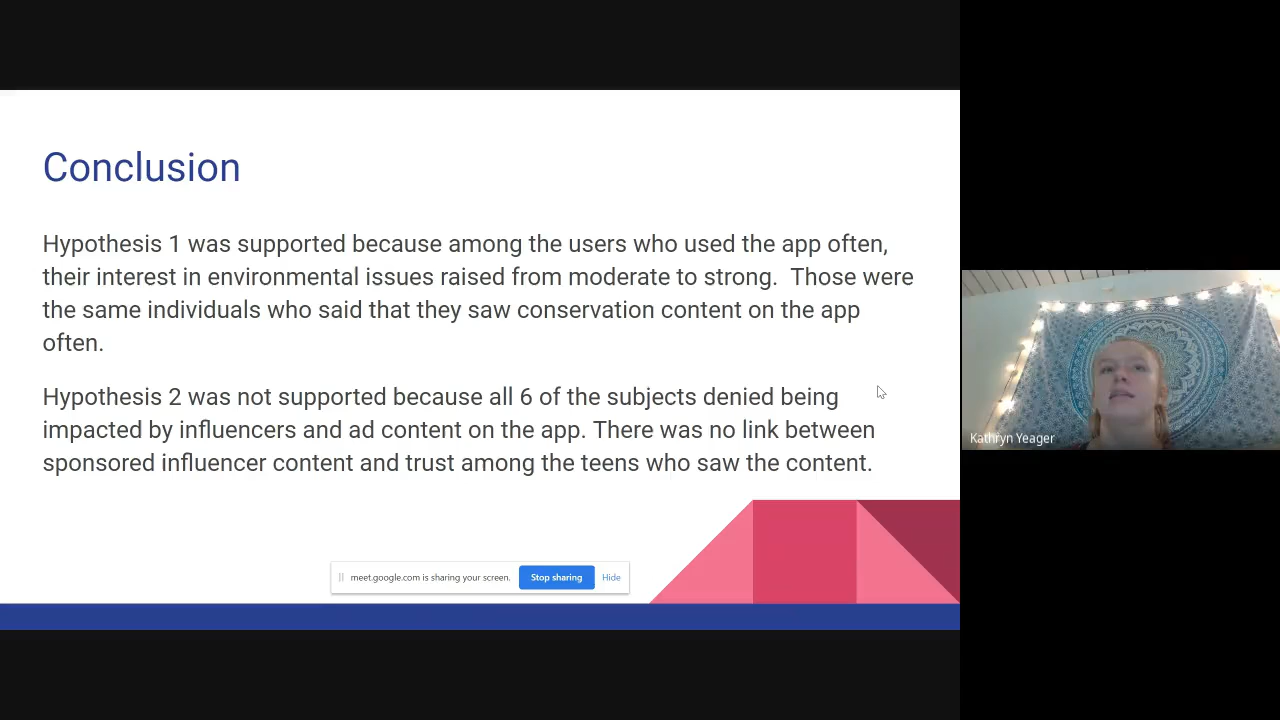 Conclusion
Hypothesis 1 was supported because among the users who used the app often,
their interest in environmental issues raised from moderate to strong.  Those were
the same individuals who said that they saw conservation content on the app
often.
Hypothesis 2 was not supported because all 6 of the subjects denied being
impacted by influencers and ad content on the app. There was no link between
sponsored influencer content and trust among the teens who saw the content.
meet.google.com is sharing your screen.
Stop sharing
Hide
Kathryn Yeager